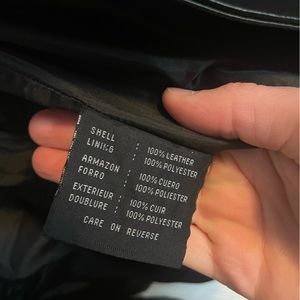 SHELL : 100% LEATHER
LINING : 100% POLYESTER
ARMAZON : 100% CUERO
FORRO : 100% POLIESTER
EXTERIEUR : 100% CUIR
DOUBLURE : 100% POLYESTER
CARE ON REVERSE